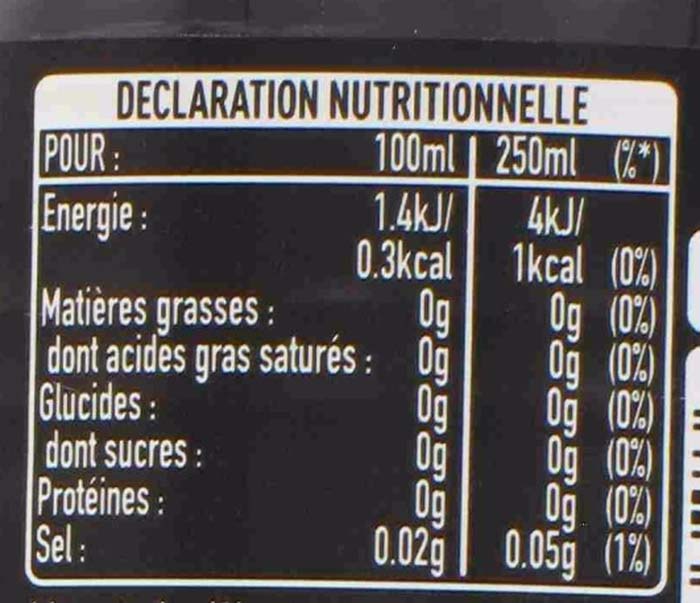 DECLARATION NUTRITIONNELLE
POUR : 100ml 250ml (%*)
Energie : 1.4kJ/ 4kJ/
0.3kcal 1kcal (0%)
Matières grasses : 0g 0g (0%)
dont acides gras saturés : 0g 0g (0%)
Glucides : 0g 0g (0%)
dont sucres : 0g 0g (0%)
Protéines : 0g 0g (0%)
Sel : 0.02g 0.05g (1%)